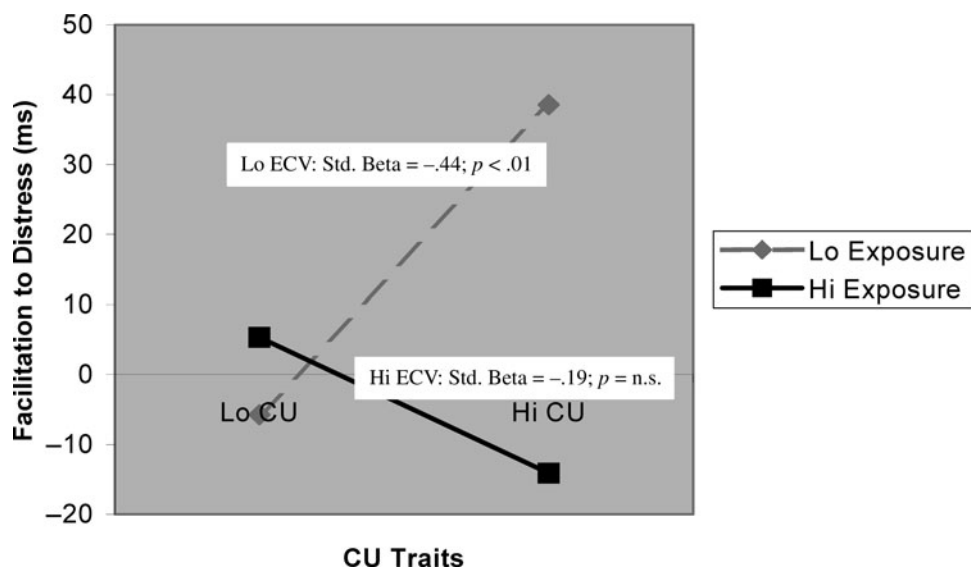 50
40
30
20
10
0
–10
–20
Facilitation to Distress (ms)
Lo ECV: Std. Beta = –.44; p < .01
Hi ECV: Std. Beta = –.19; p = n.s.
Lo CU
Hi CU
CU Traits
Lo Exposure
Hi Exposure